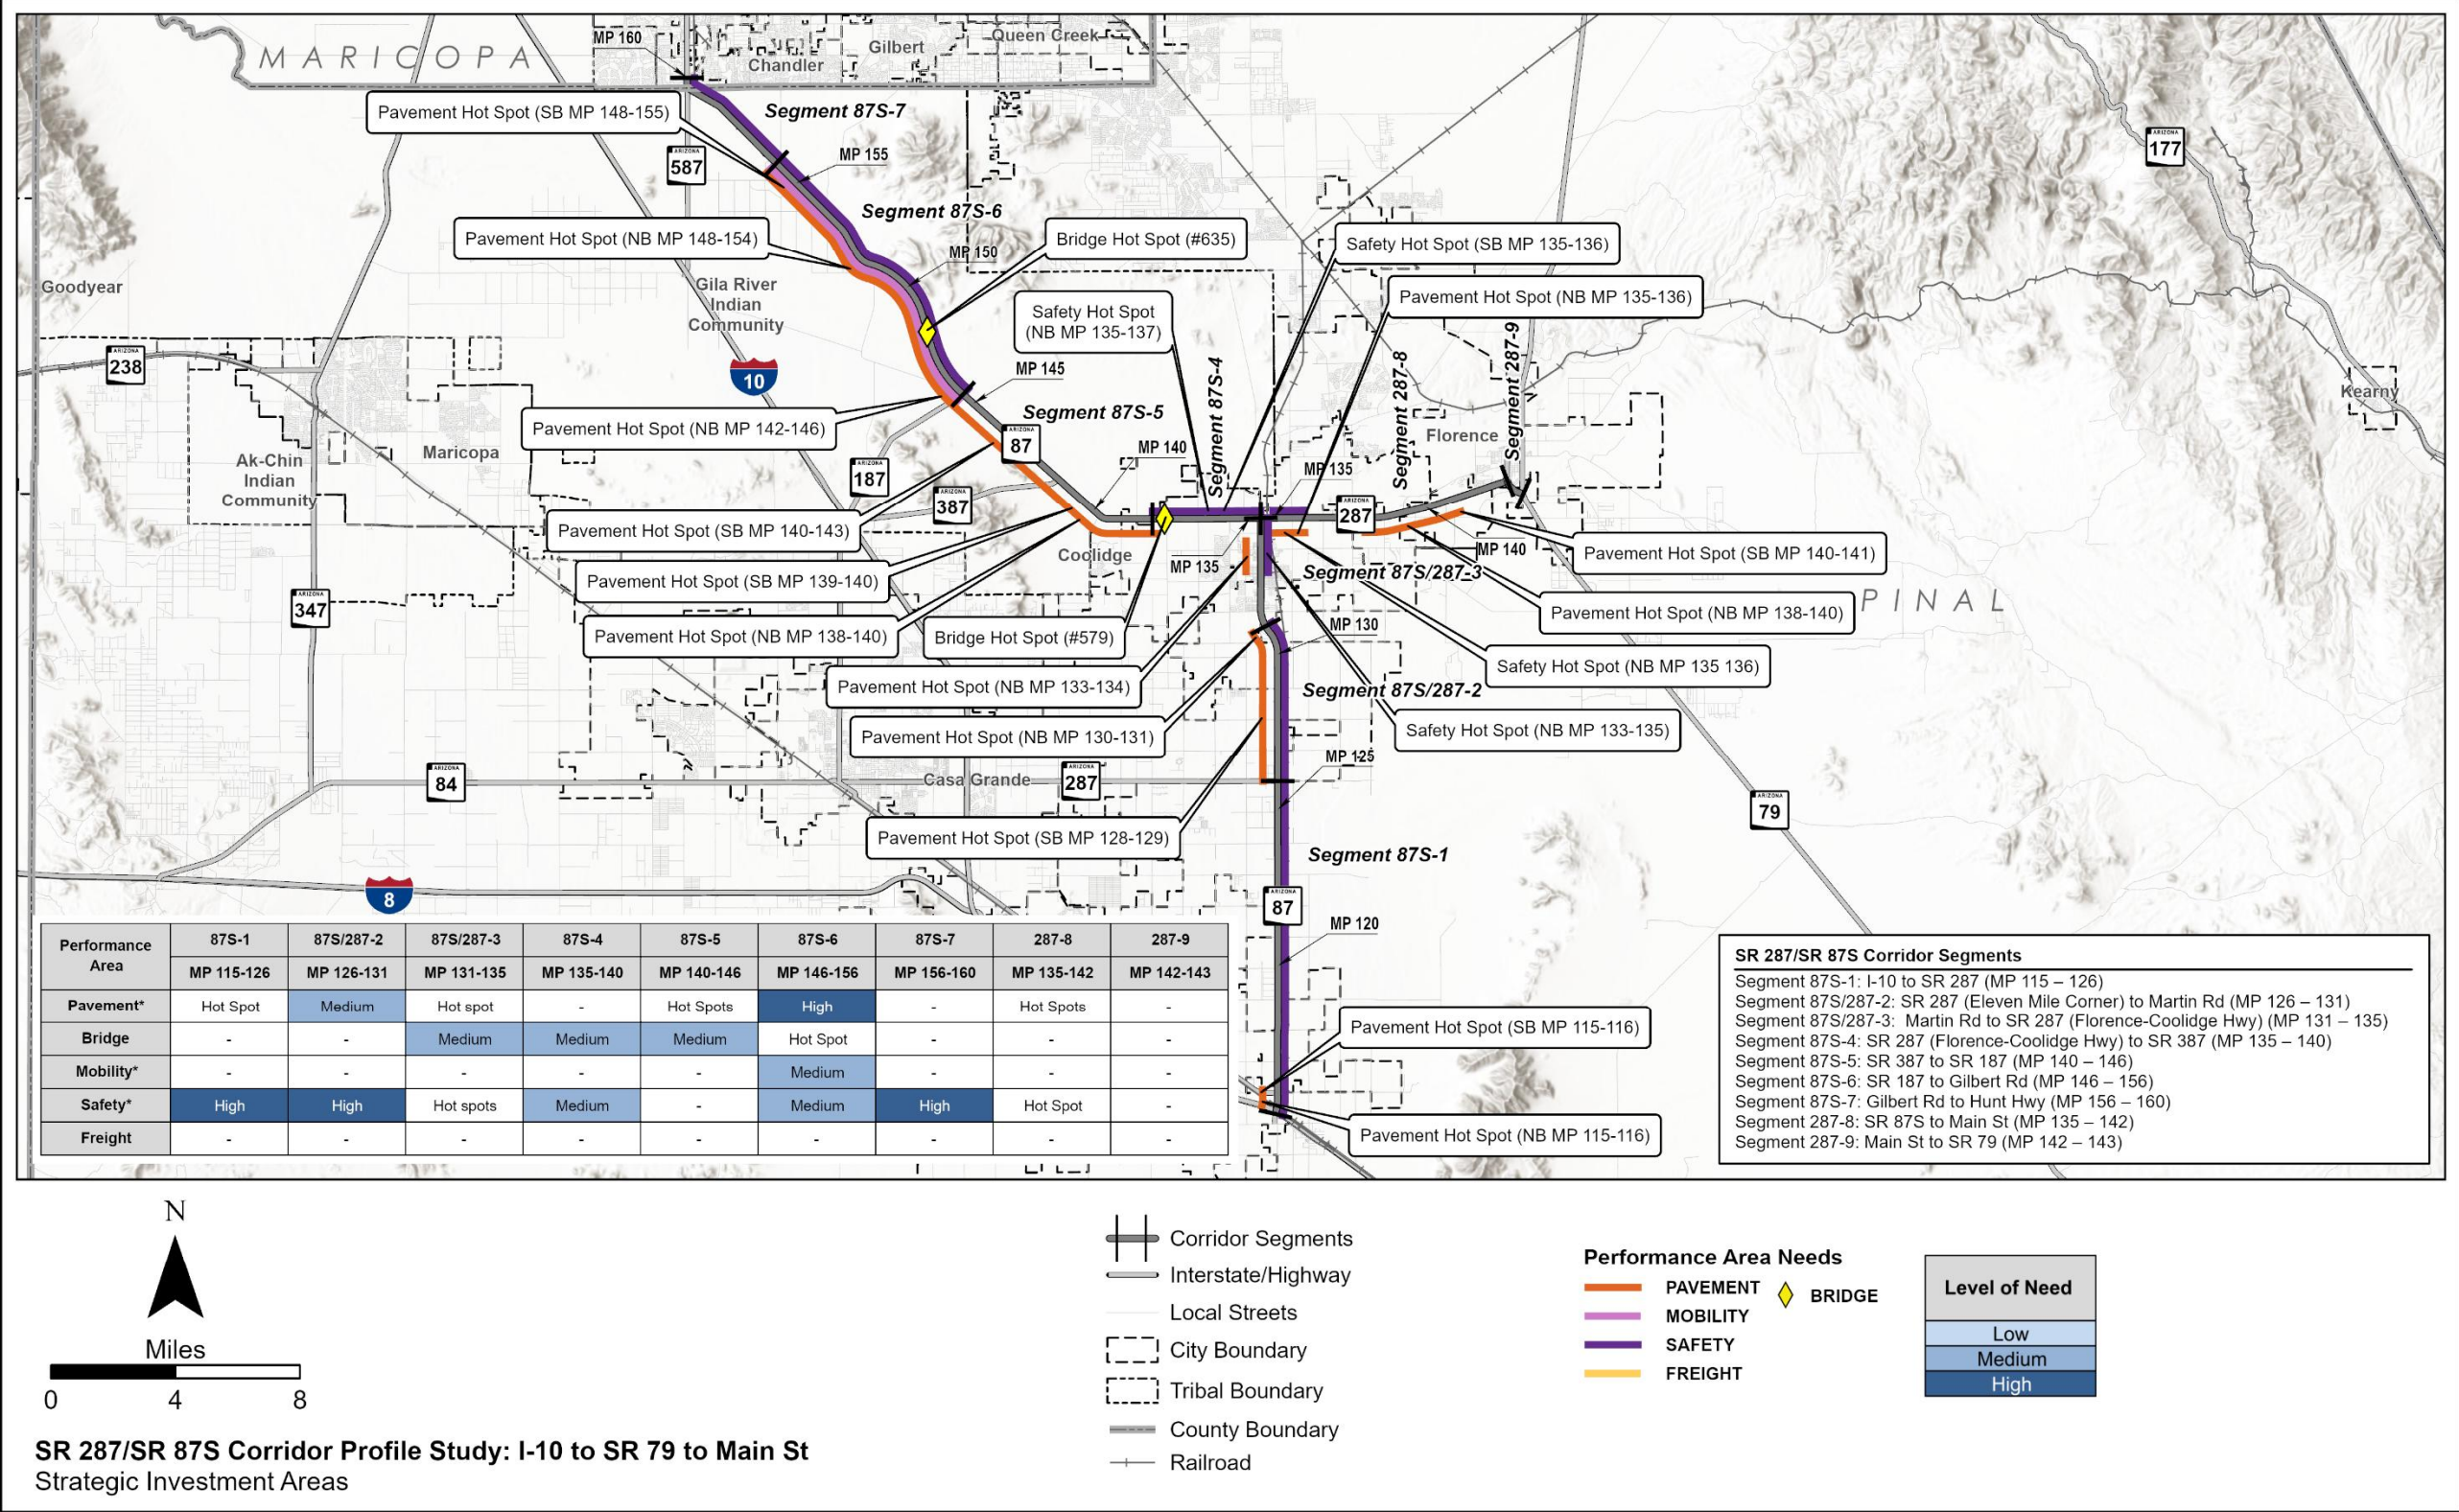 MARICOPA
MP 160
Chandler
Gilbert
Queen Creek
Pavement Hot Spot (SB MP 148-155)
Segment 87S-7
ARIZONA
587
MP 155
ARIZONA
177
Segment 87S-6
Pavement Hot Spot (NB MP 148-154)
Bridge Hot Spot (#635)
Safety Hot Spot (SB MP 135-136)
MP 150
Goodyear
Gila River
Indian
Community
Safety Hot Spot
(NB MP 135-137)
Pavement Hot Spot (NB MP 135-136)
ARIZONA
238
10
MP 145
Segment 87S-4
Segment 287-8
Segment 287-9
Kearny
Segment 87S-5
Pavement Hot Spot (NB MP 142-146)
ARIZONA
87
Florence
MP 140
Maricopa
Ak-Chin
Indian
Community
ARIZONA
187
MP 135
ARIZONA
387
ARIZONA
287
Pavement Hot Spot (SB MP 140-143)
Coolidge
MP 140
Pavement Hot Spot (SB MP 140-141)
MP 135
Segment 87S/287-3
Pavement Hot Spot (SB MP 139-140)
ARIZONA
347
PINAL
Pavement Hot Spot (NB MP 138-140)
Pavement Hot Spot (NB MP 138-140)
Bridge Hot Spot (#579)
MP 130
Safety Hot Spot (NB MP 135 136)
Pavement Hot Spot (NB MP 133-134)
Segment 87S/287-2
Pavement Hot Spot (NB MP 130-131)
Safety Hot Spot (NB MP 133-135)
MP 125
ARIZONA
84
Casa Grande
ARIZONA
287
ARIZONA
79
Pavement Hot Spot (SB MP 128-129)
Segment 87S-1
8
ARIZONA
87
MP 120
Performance Area 87S-1 87S/287-2 87S/287-3 87S-4 87S-5 87S-6 87S-7 287-8 287-9
MP 115-126 MP 126-131 MP 131-135 MP 135-140 MP 140-146 MP 146-156 MP 156-160 MP 135-142 MP 142-143
Pavement* Hot Spot Medium Hot spot - Hot Spots High - Hot Spots -
Bridge - - Medium Medium Medium Hot Spot - - -
Mobility* - - - - - Medium - - -
Safety* High High Hot spots Medium - Medium High Hot Spot -
Freight - - - - - - - - -
Pavement Hot Spot (SB MP 115-116)
Pavement Hot Spot (NB MP 115-116)
SR 287/SR 87S Corridor Segments
Segment 87S-1: I-10 to SR 287 (MP 115 – 126)
Segment 87S/287-2: SR 287 (Eleven Mile Corner) to Martin Rd (MP 126 – 131)
Segment 87S/287-3: Martin Rd to SR 287 (Florence-Coolidge Hwy) (MP 131 – 135)
Segment 87S-4: SR 287 (Florence-Coolidge Hwy) to SR 387 (MP 135 – 140)
Segment 87S-5: SR 387 to SR 187 (MP 140 – 146)
Segment 87S-6: SR 187 to Gilbert Rd (MP 146 – 156)
Segment 87S-7: Gilbert Rd to Hunt Hwy (MP 156 – 160)
Segment 287-8: SR 87S to Main St (MP 135 – 142)
Segment 287-9: Main St to SR 79 (MP 142 – 143)
N
Miles
0 4 8
SR 287/SR 87S Corridor Profile Study: I-10 to SR 79 to Main St
Strategic Investment Areas
Corridor Segments
Interstate/Highway
Local Streets
City Boundary
Tribal Boundary
County Boundary
Railroad
Performance Area Needs
PAVEMENT
BRIDGE
MOBILITY
SAFETY
FREIGHT
Level of Need
Low
Medium
High